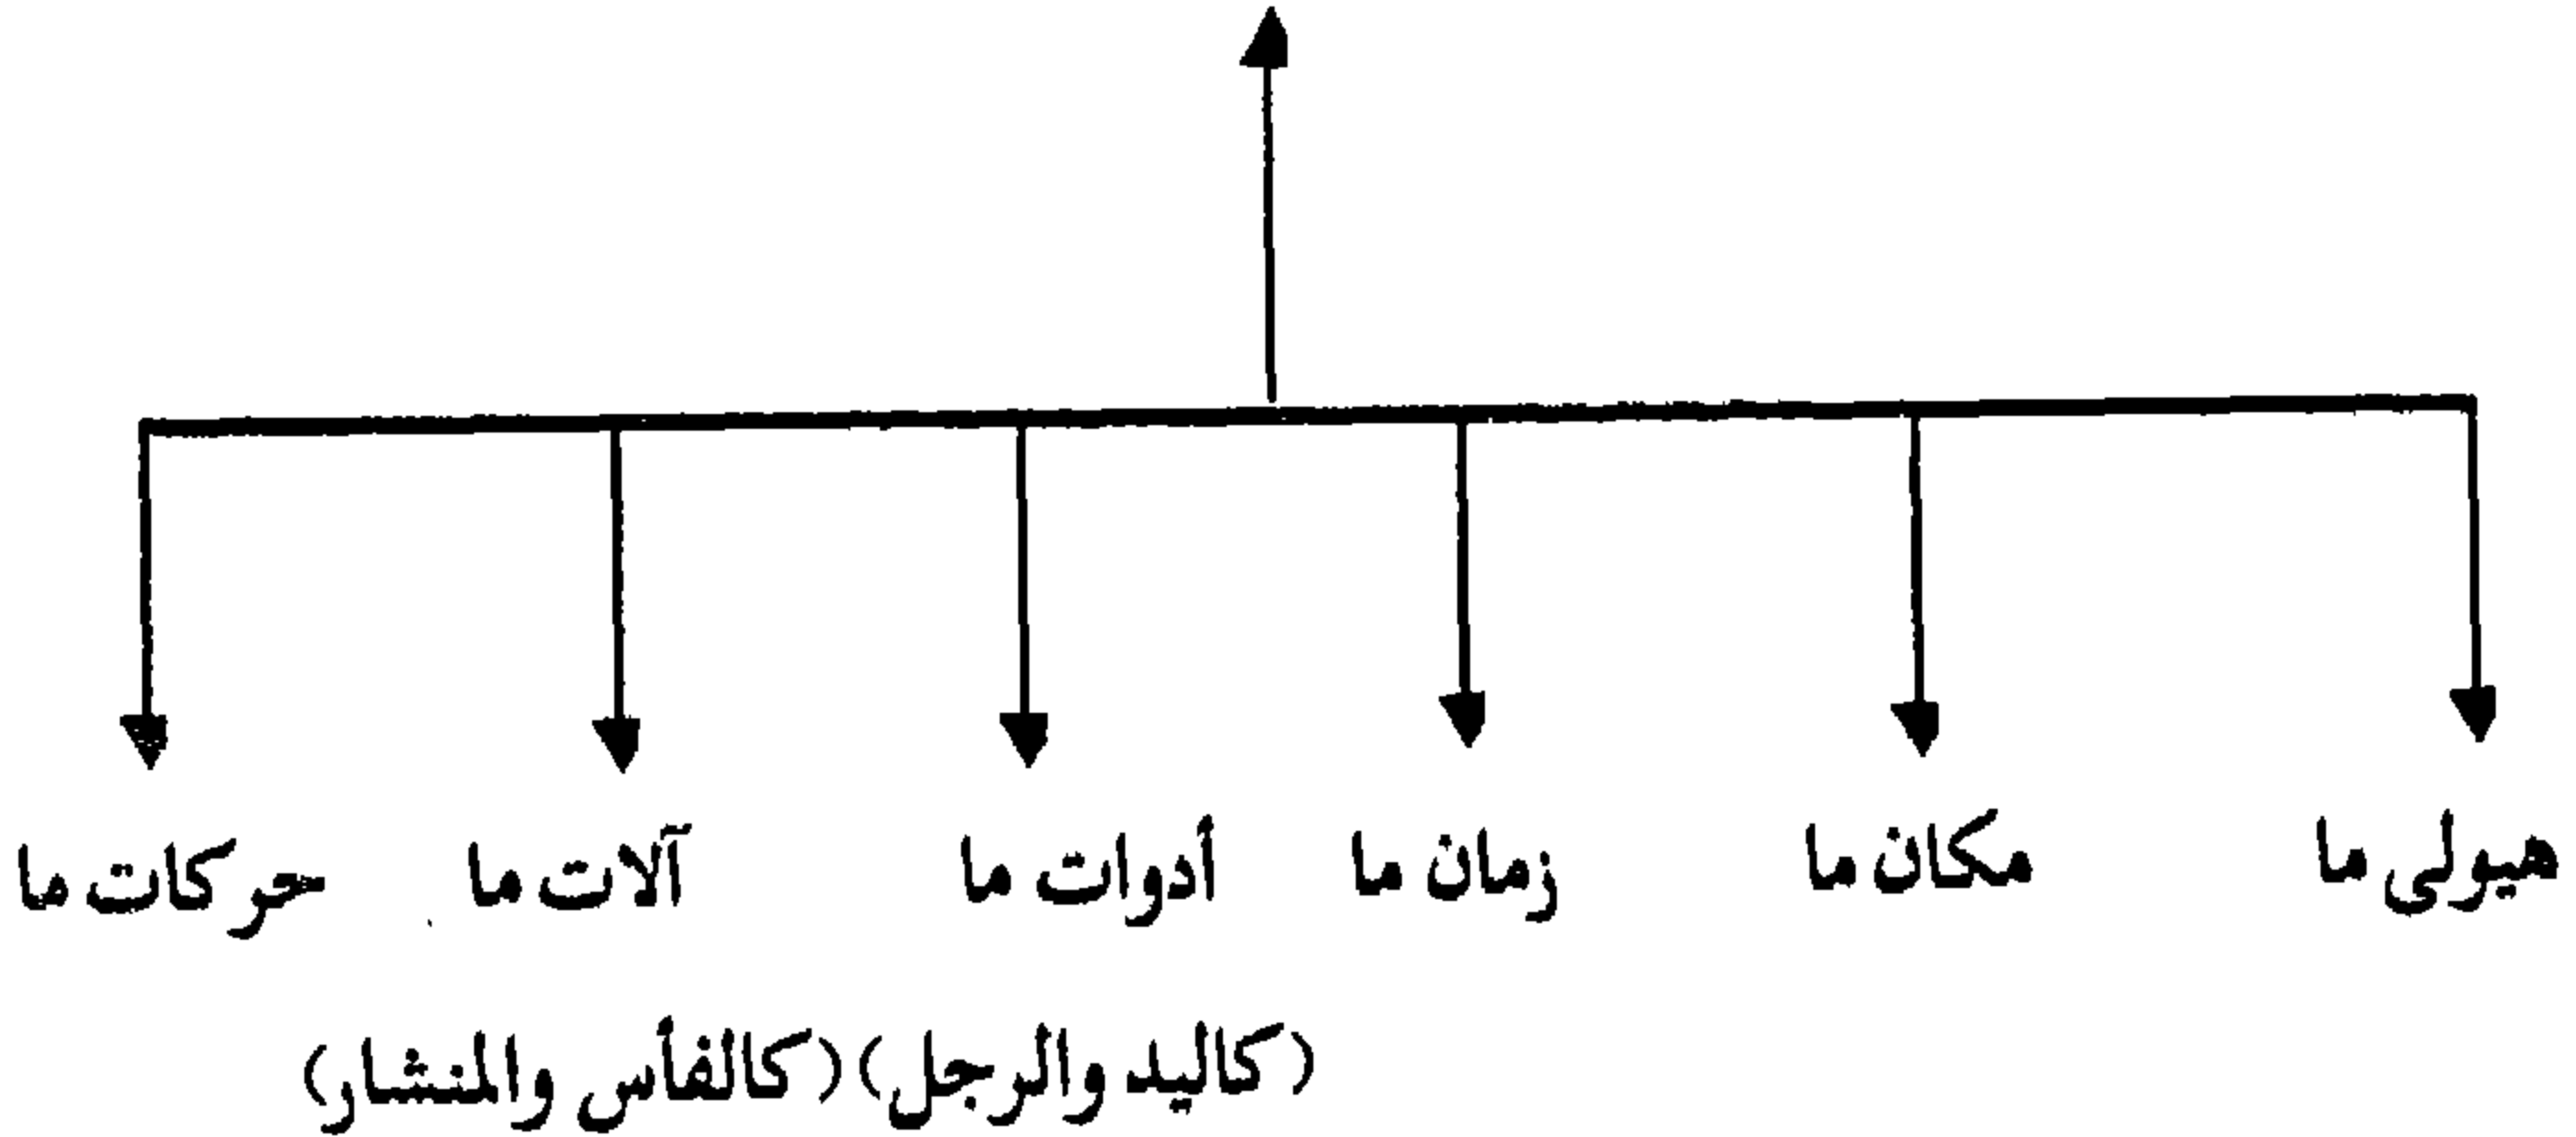 هيولى ما مكان ما زمان ما أدوات ما آلات ما حركات ما
(كاليد والرجل) (كالفأس والمنشار)